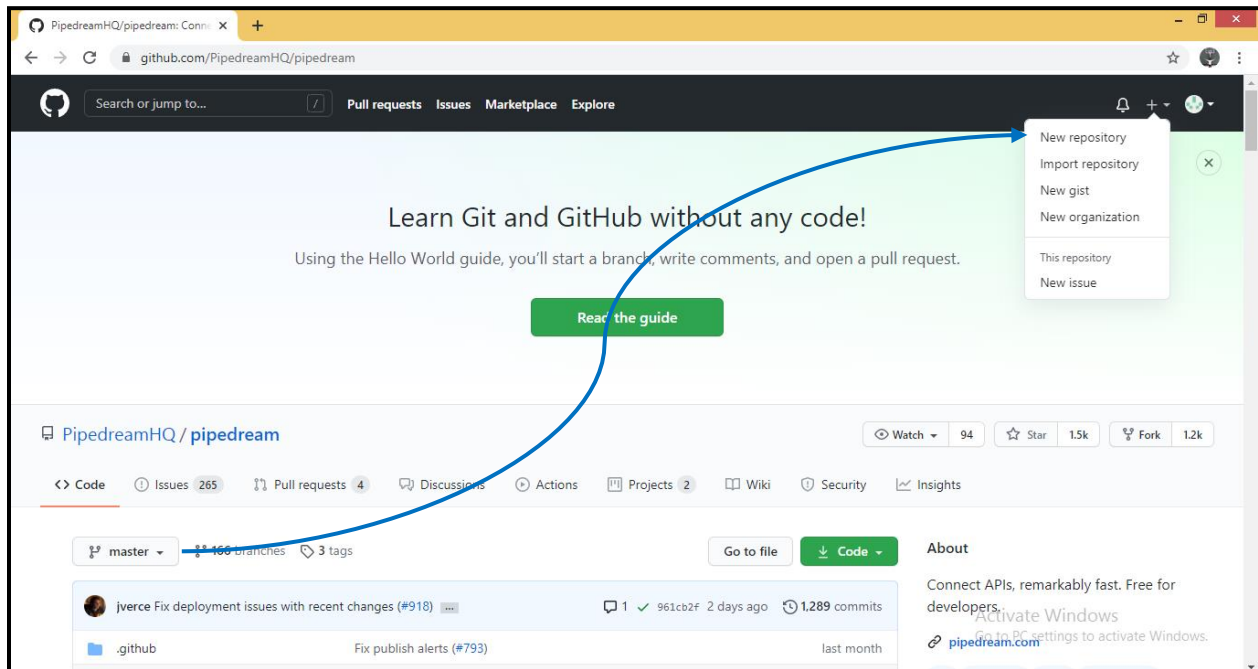 PipedreamHQ/pipedream: Conne
github.com/PipedreamHQ/pipedream
Search or jump to... / Pull requests Issues Marketplace Explore
New repository
Import repository
New gist
New organization
This repository
New issue
Learn Git and GitHub without any code!
Using the Hello World guide, you'll start a branch, write comments, and open a pull request.
Read the guide
PipedreamHQ / pipedream
Watch 94 Star 1.5k Fork 1.2k
Code Issues 265 Pull requests 4 Discussions Actions Projects 2 Wiki Security Insights
master 166 branches 3 tags Go to file Code
About
jverce Fix deployment issues with recent changes (#918) ... 1 961cb2f 2 days ago 1,289 commits
Connect APIs, remarkably fast. Free for
developers.
Activate Windows
Go to PC settings to activate Windows.
pipedream.com
.github Fix publish alerts (#793) last month